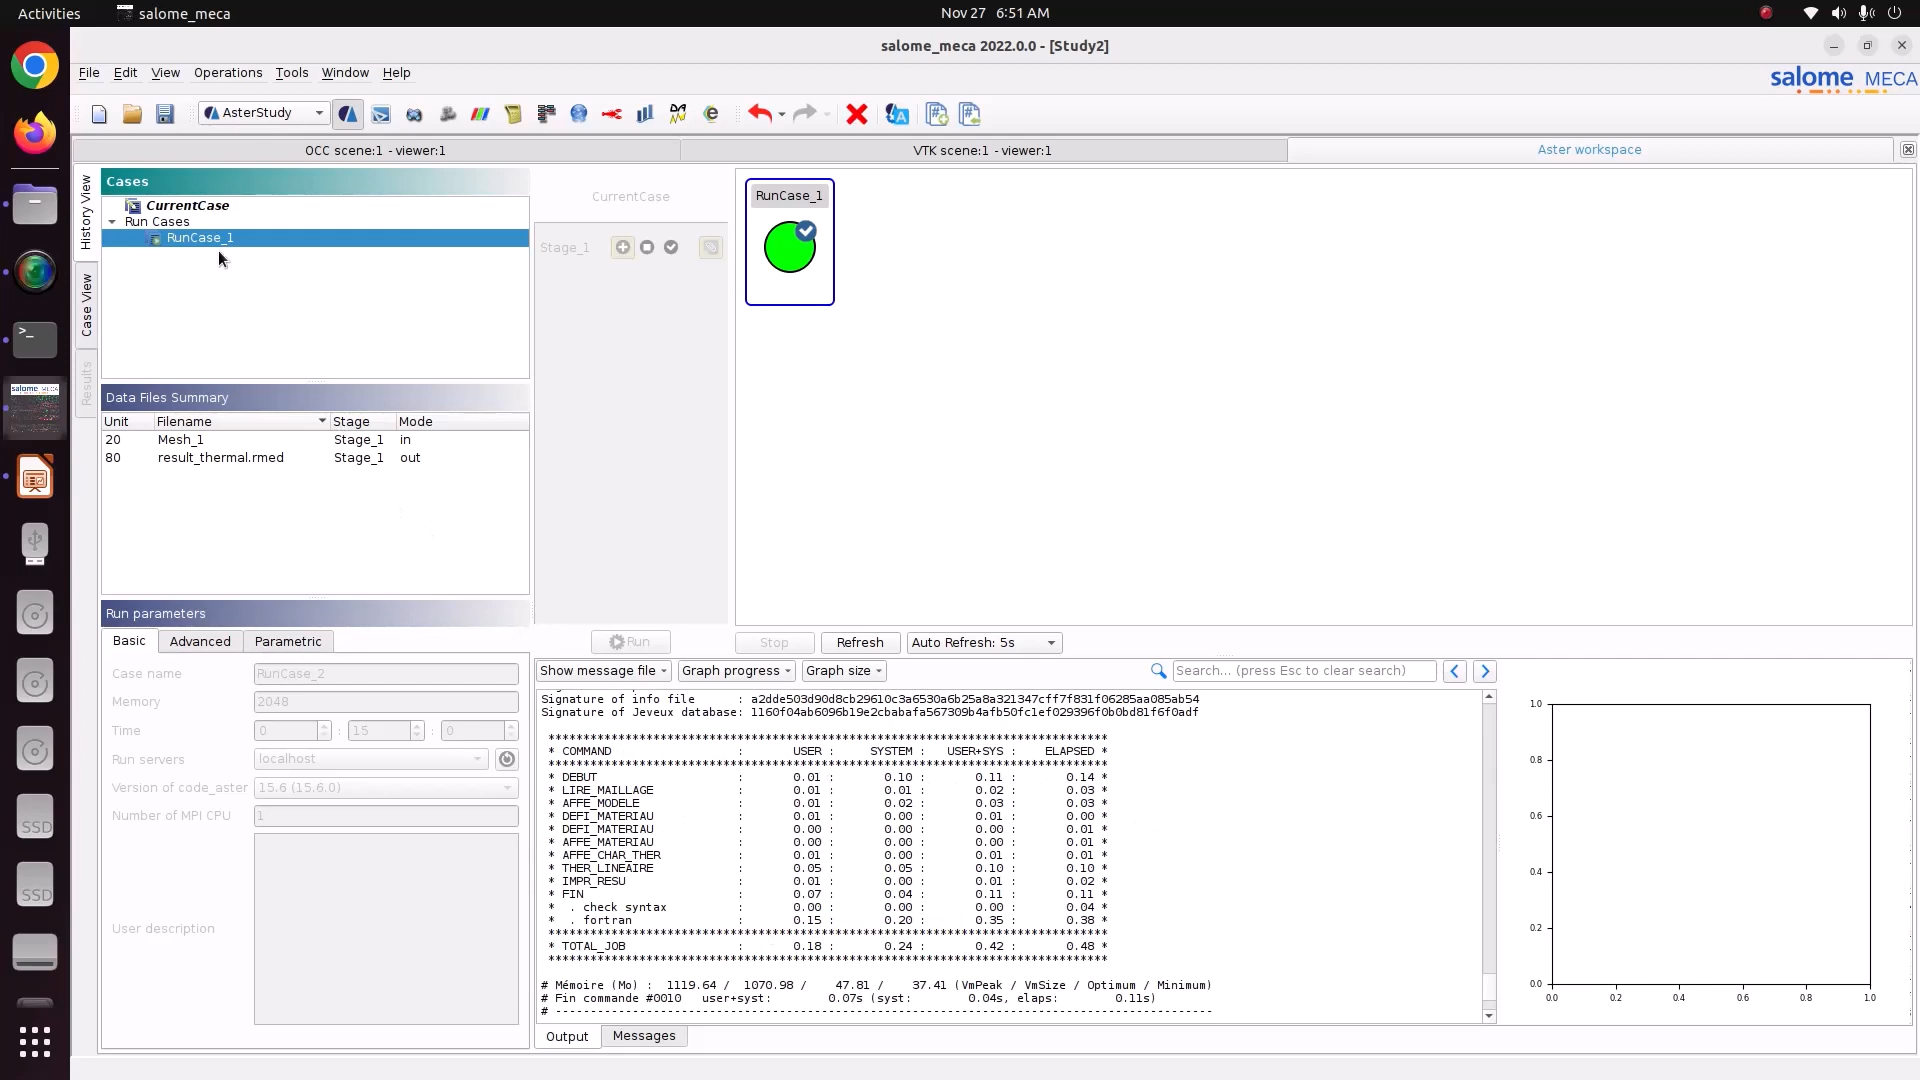 Activities
salome_meca
Nov 27 6:51 AM
salome_meca 2022.0.0 - [Study2]
File Edit View Operations Tools Window Help
salome MECA
AsterStudy
OCC scene:1 - viewer:1
VTK scene:1 - viewer:1
Aster workspace
History View
Case View
Results
Cases
CurrentCase
Run Cases
RunCase_1
Data Files Summary
Unit Filename Stage Mode
20 Mesh_1 Stage_1 in
80 result_thermal.rmed Stage_1 out
Run parameters
Basic Advanced Parametric
Case name RunCase_2
Memory 2048
Time 0 : 15 : 0
Run servers localhost
Version of code_aster 15.6 (15.6.0)
Number of MPI CPU 1
User description
CurrentCase
Stage_1
Run
RunCase_1
Stop Refresh Auto Refresh: 5s
Show message file Graph progress Graph size Search... (press Esc to clear search)
Signature of info file : a2dde503d90d8cb29610c3a6530a6b25a8a321347cff7f831f06285aa085ab54
Signature of Jeveux database: 1160f04ab6096b19e2cbabafa567309b4afb50fc1ef029396f0b0bd81f6f0adf
********************************************************************************
* COMMAND : USER : SYSTEM : USER+SYS : ELAPSED *
********************************************************************************
* DEBUT : 0.01 : 0.10 : 0.11 : 0.14 *
* LIRE_MAILLAGE : 0.01 : 0.01 : 0.02 : 0.03 *
* AFFE_MODELE : 0.01 : 0.02 : 0.03 : 0.03 *
* DEFI_MATERIAU : 0.01 : 0.00 : 0.01 : 0.00 *
* DEFI_MATERIAU : 0.00 : 0.00 : 0.00 : 0.01 *
* AFFE_MATERIAU : 0.00 : 0.00 : 0.00 : 0.01 *
* AFFE_CHAR_THER : 0.01 : 0.00 : 0.01 : 0.01 *
* THER_LINEAIRE : 0.05 : 0.05 : 0.10 : 0.10 *
* IMPR_RESU : 0.01 : 0.00 : 0.01 : 0.02 *
* FIN : 0.07 : 0.04 : 0.11 : 0.11 *
* . check syntax : 0.00 : 0.00 : 0.00 : 0.04 *
* . fortran : 0.15 : 0.20 : 0.35 : 0.38 *
********************************************************************************
* TOTAL_JOB : 0.18 : 0.24 : 0.42 : 0.48 *
********************************************************************************
# Mémoire (Mo) : 1119.64 / 1070.98 / 47.81 / 37.41 (VmPeak / VmSize / Optimum / Minimum)
# Fin commande #0010 user+syst: 0.07s (syst: 0.04s, elaps: 0.11s)
# ----------------------------------------------------------------------------------------------------
Output Messages
1.0
0.8
0.6
0.4
0.2
0.0
0.0 0.2 0.4 0.6 0.8 1.0
salome MECA
SSD
SSD